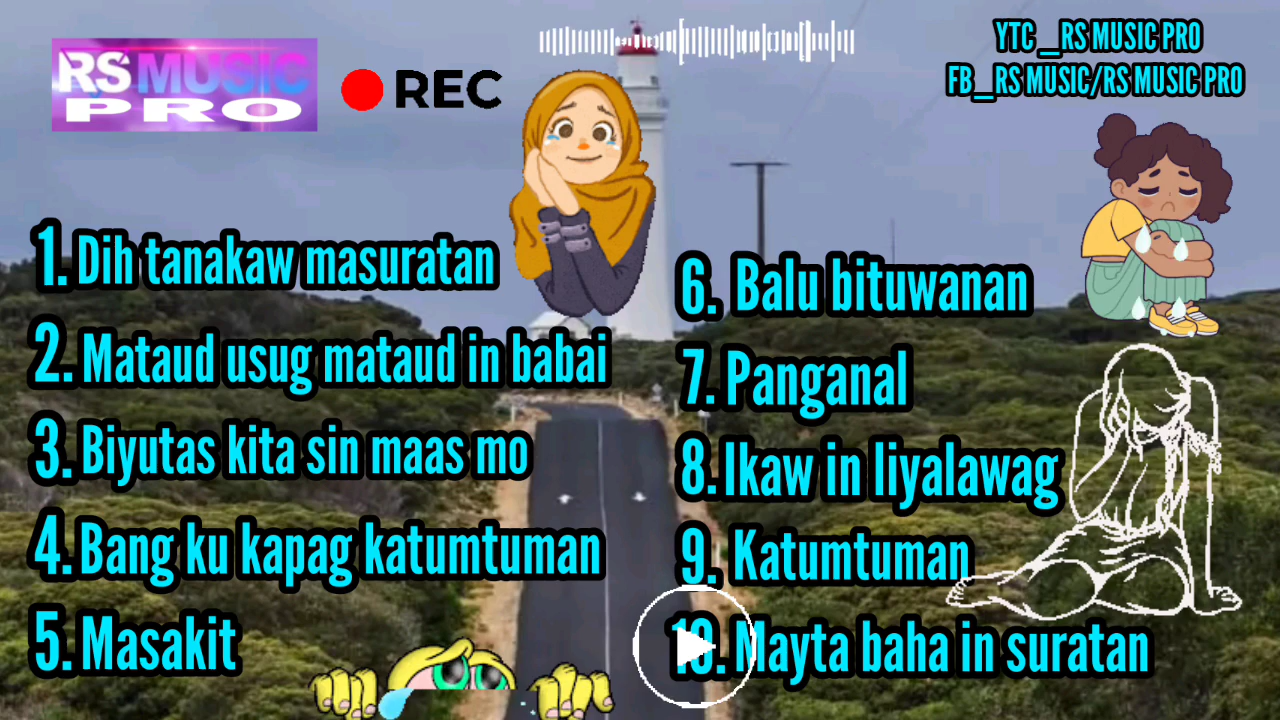 RS MUSIC
PRO
REC
YTC _RS MUSIC PRO
FB_RS MUSIC/RS MUSIC PRO
1. Dih tanakaw masuratan
2. Mataud usug mataud in babai
3. Biyutas kita sin maas mo
4. Bang ku kapag katumtuman
5. Masakit
6. Balu bituwanan
7. Panganal
8. Ikaw in liyalawag
9. Katumtuman
10. Mayta baha in suratan